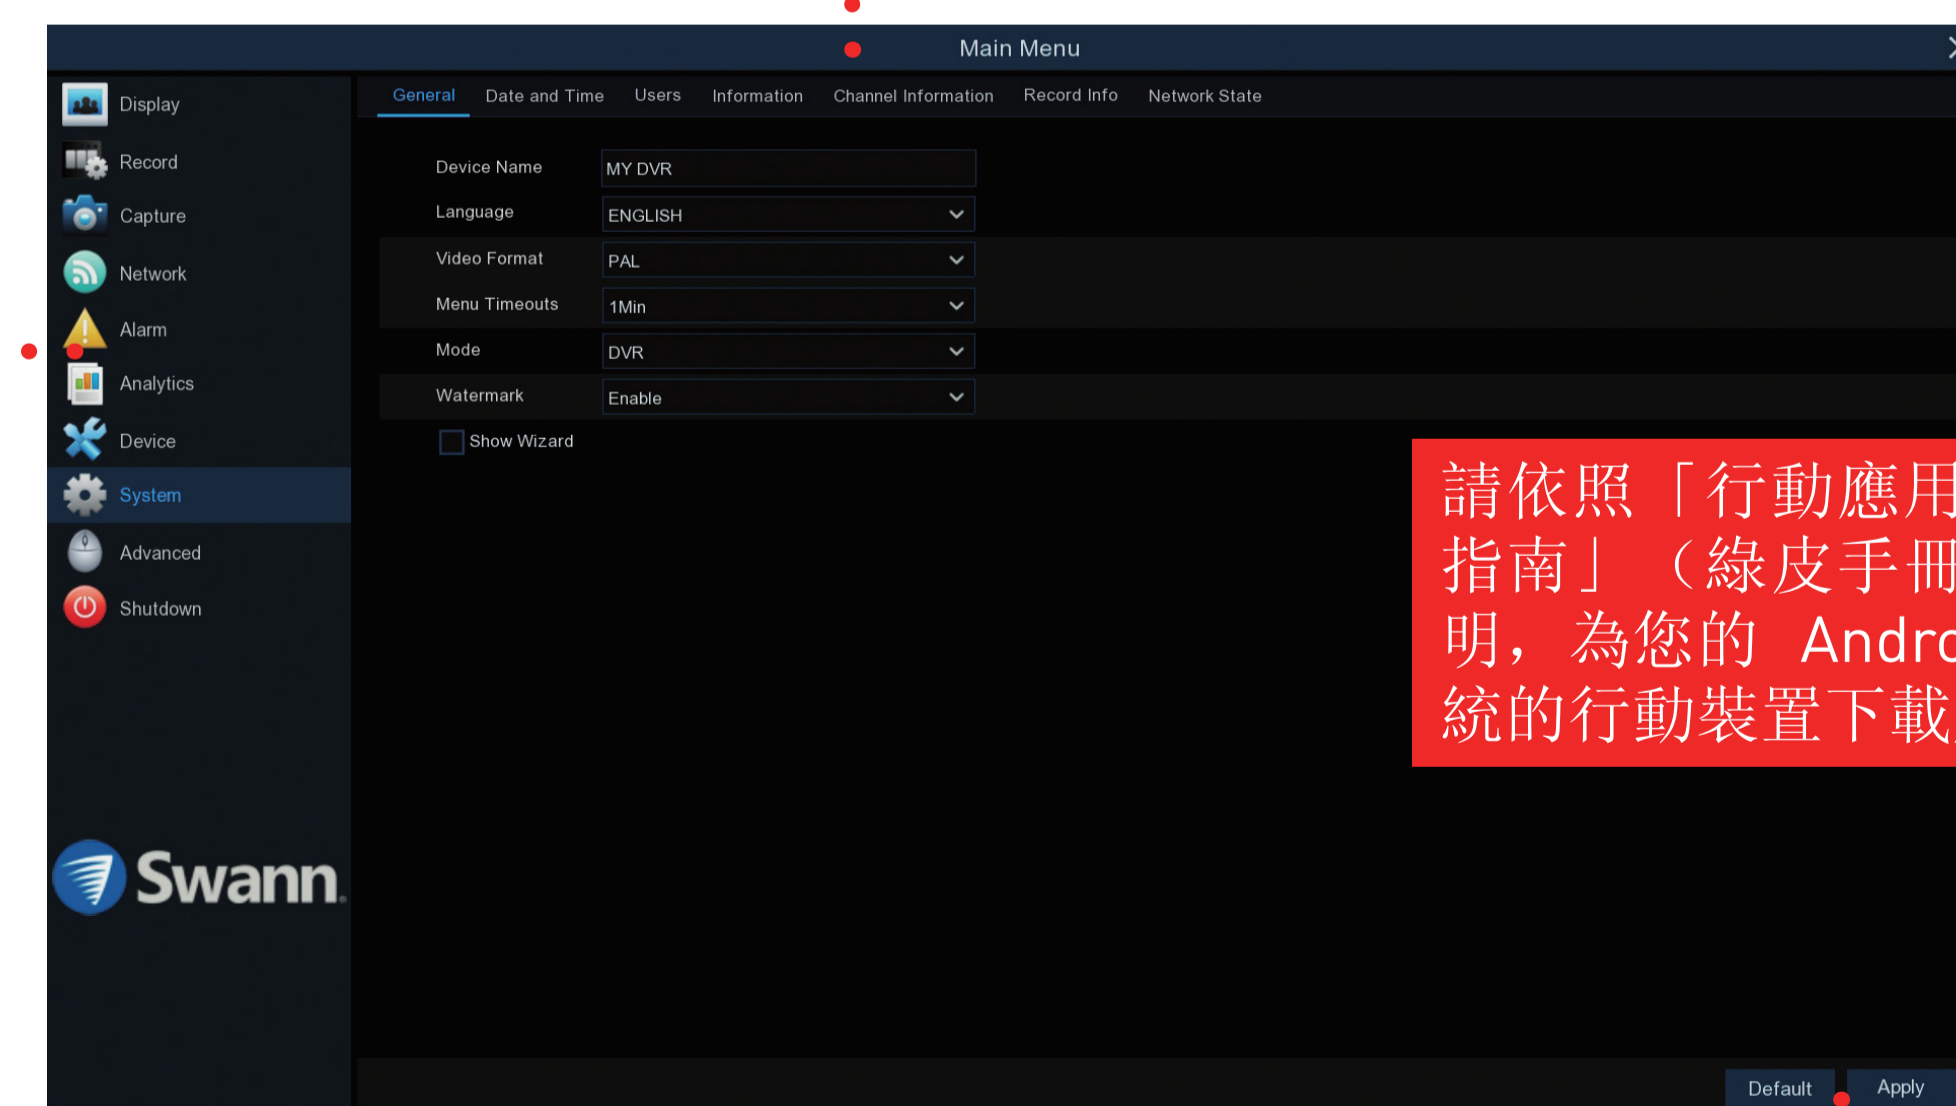 Main Menu
Display
Record
Capture
Network
Alarm
Analytics
Device
System
Advanced
Shutdown
Swann
General Date and Time Users Information Channel Information Record Info Network State
Device Name MY DVR
Language ENGLISH
Video Format PAL
Menu Timeouts 1Min
Mode DVR
Watermark Enable
Show Wizard
請依照「行動應用
指南」（綠皮手冊
明，為您的 Andro
統的行動裝置下載
Default Apply